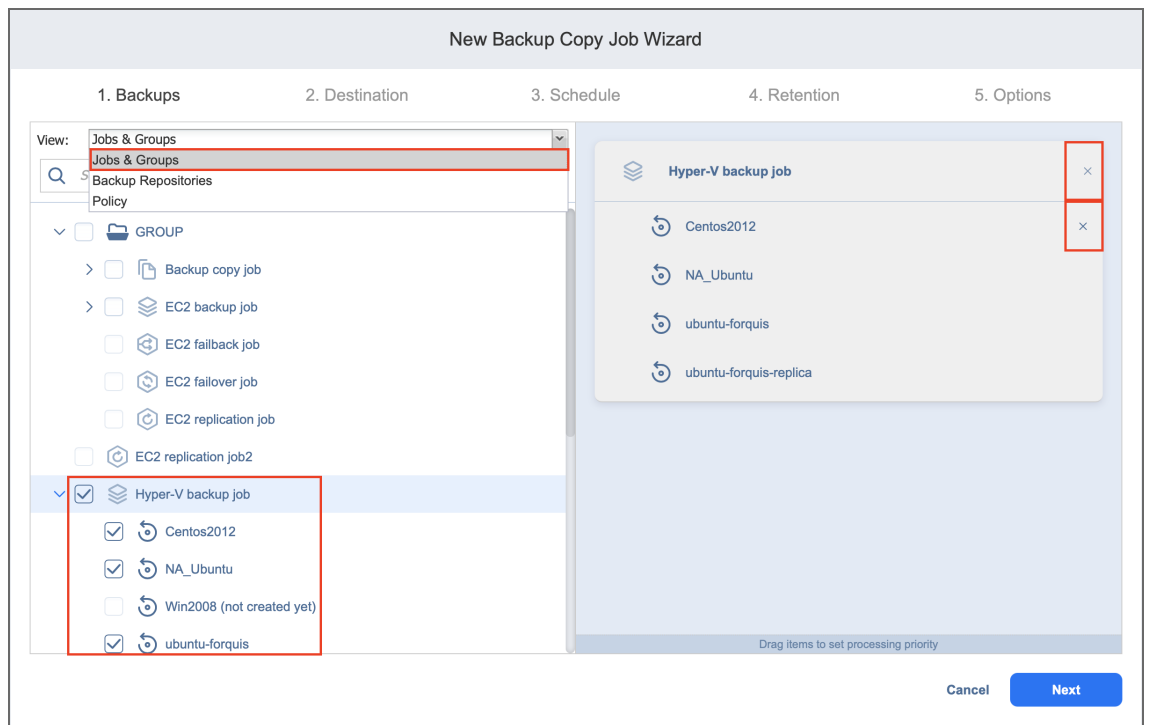 New Backup Copy Job Wizard
1. Backups 2. Destination 3. Schedule 4. Retention 5. Options
View: Jobs & Groups
Jobs & Groups
Backup Repositories
Policy
GROUP
Backup copy job
EC2 backup job
EC2 failback job
EC2 failover job
EC2 replication job
EC2 replication job2
Hyper-V backup job
Centos2012
NA_Ubuntu
Win2008 (not created yet)
ubuntu-forquis
Hyper-V backup job
Centos2012
NA_Ubuntu
ubuntu-forquis
ubuntu-forquis-replica
Drag items to set processing priority
Cancel Next